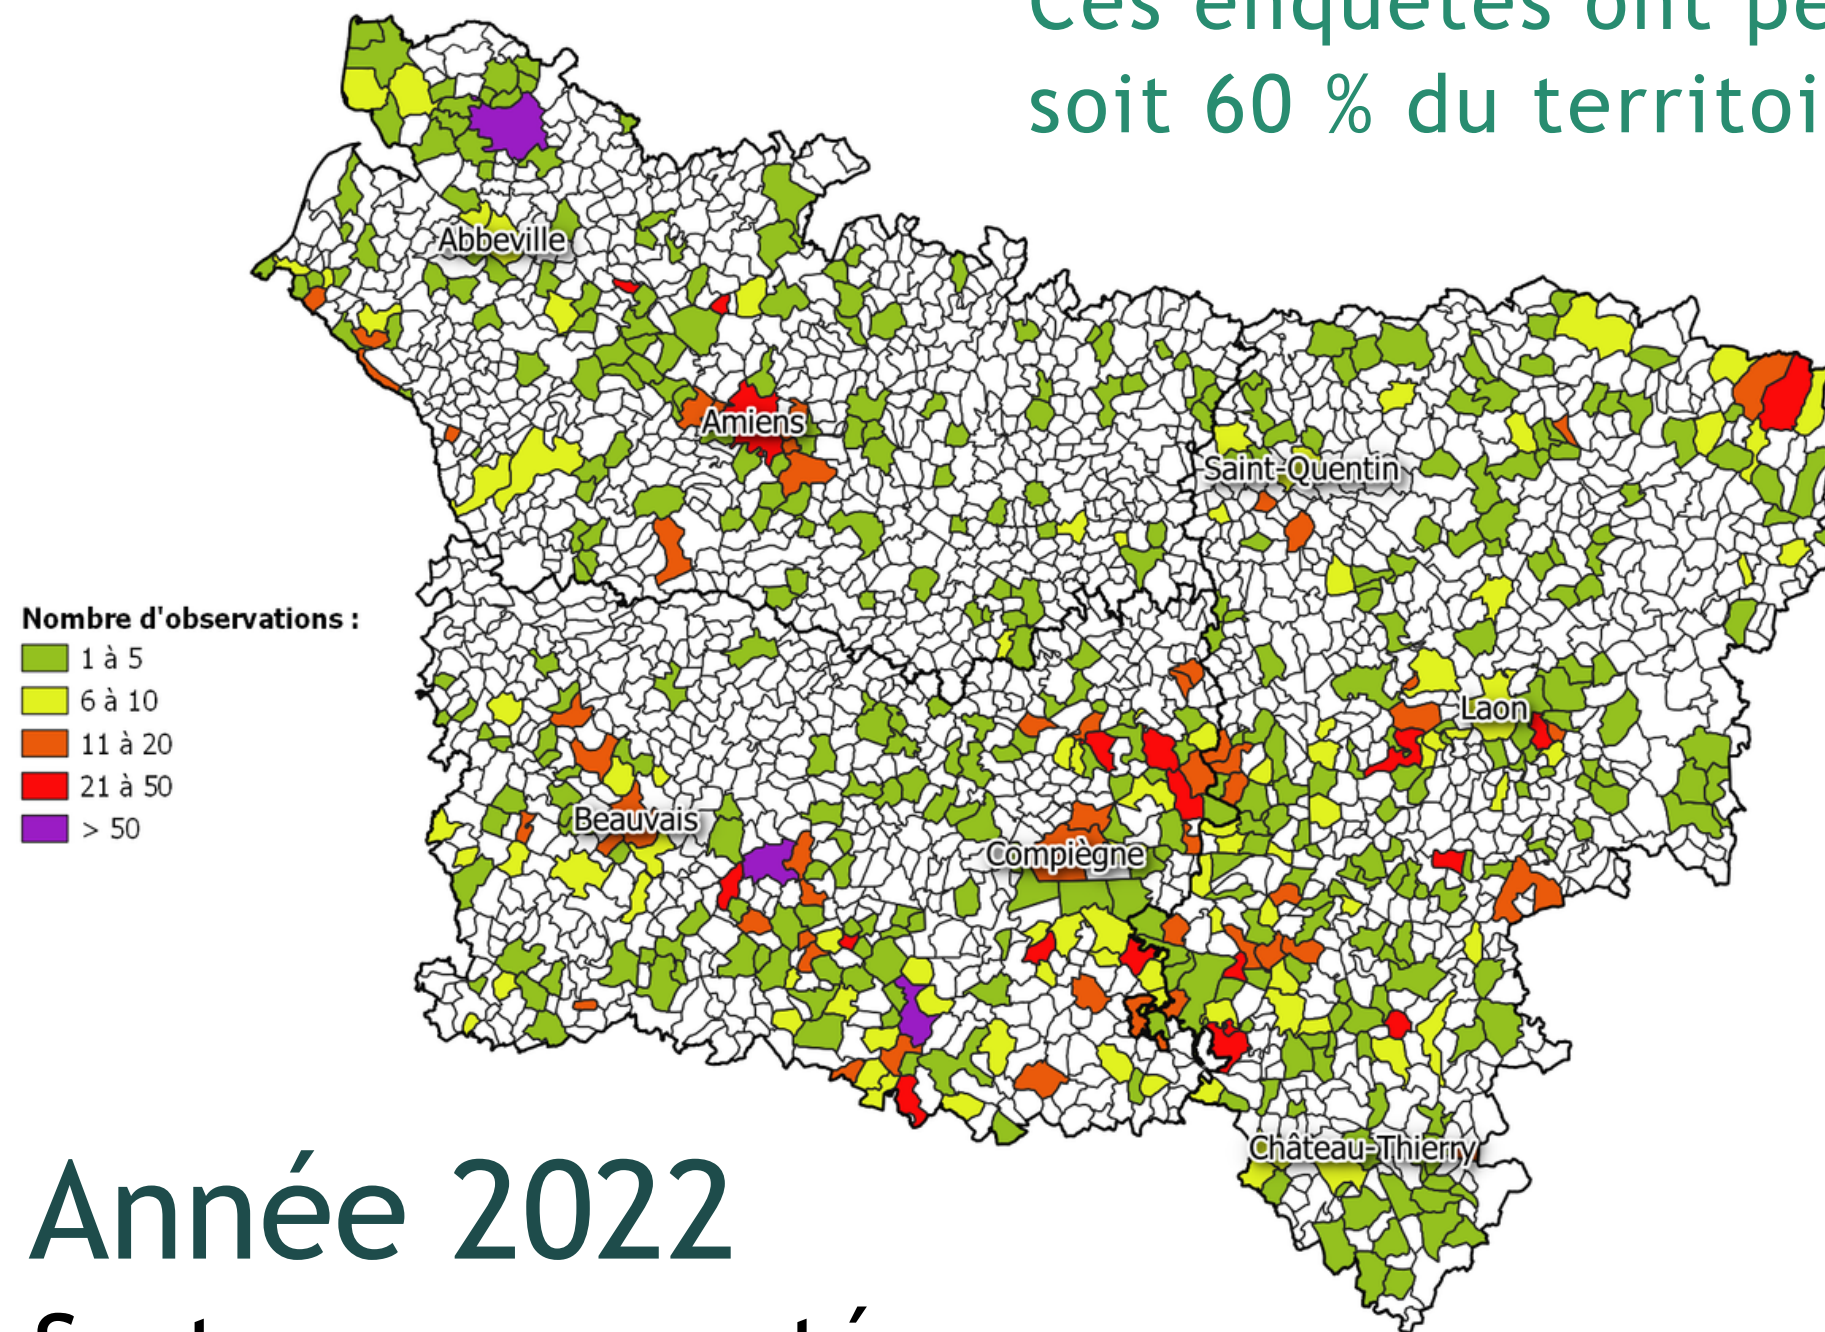 soit 60 % du
Abbeville
Amiens
Saint-Quentin
Nombre d'observations :
1 à 5
6 à 10
11 à 20
21 à 50
> 50
Laon
Beauvais
Compiègne
Château-Thierry
Année 2022